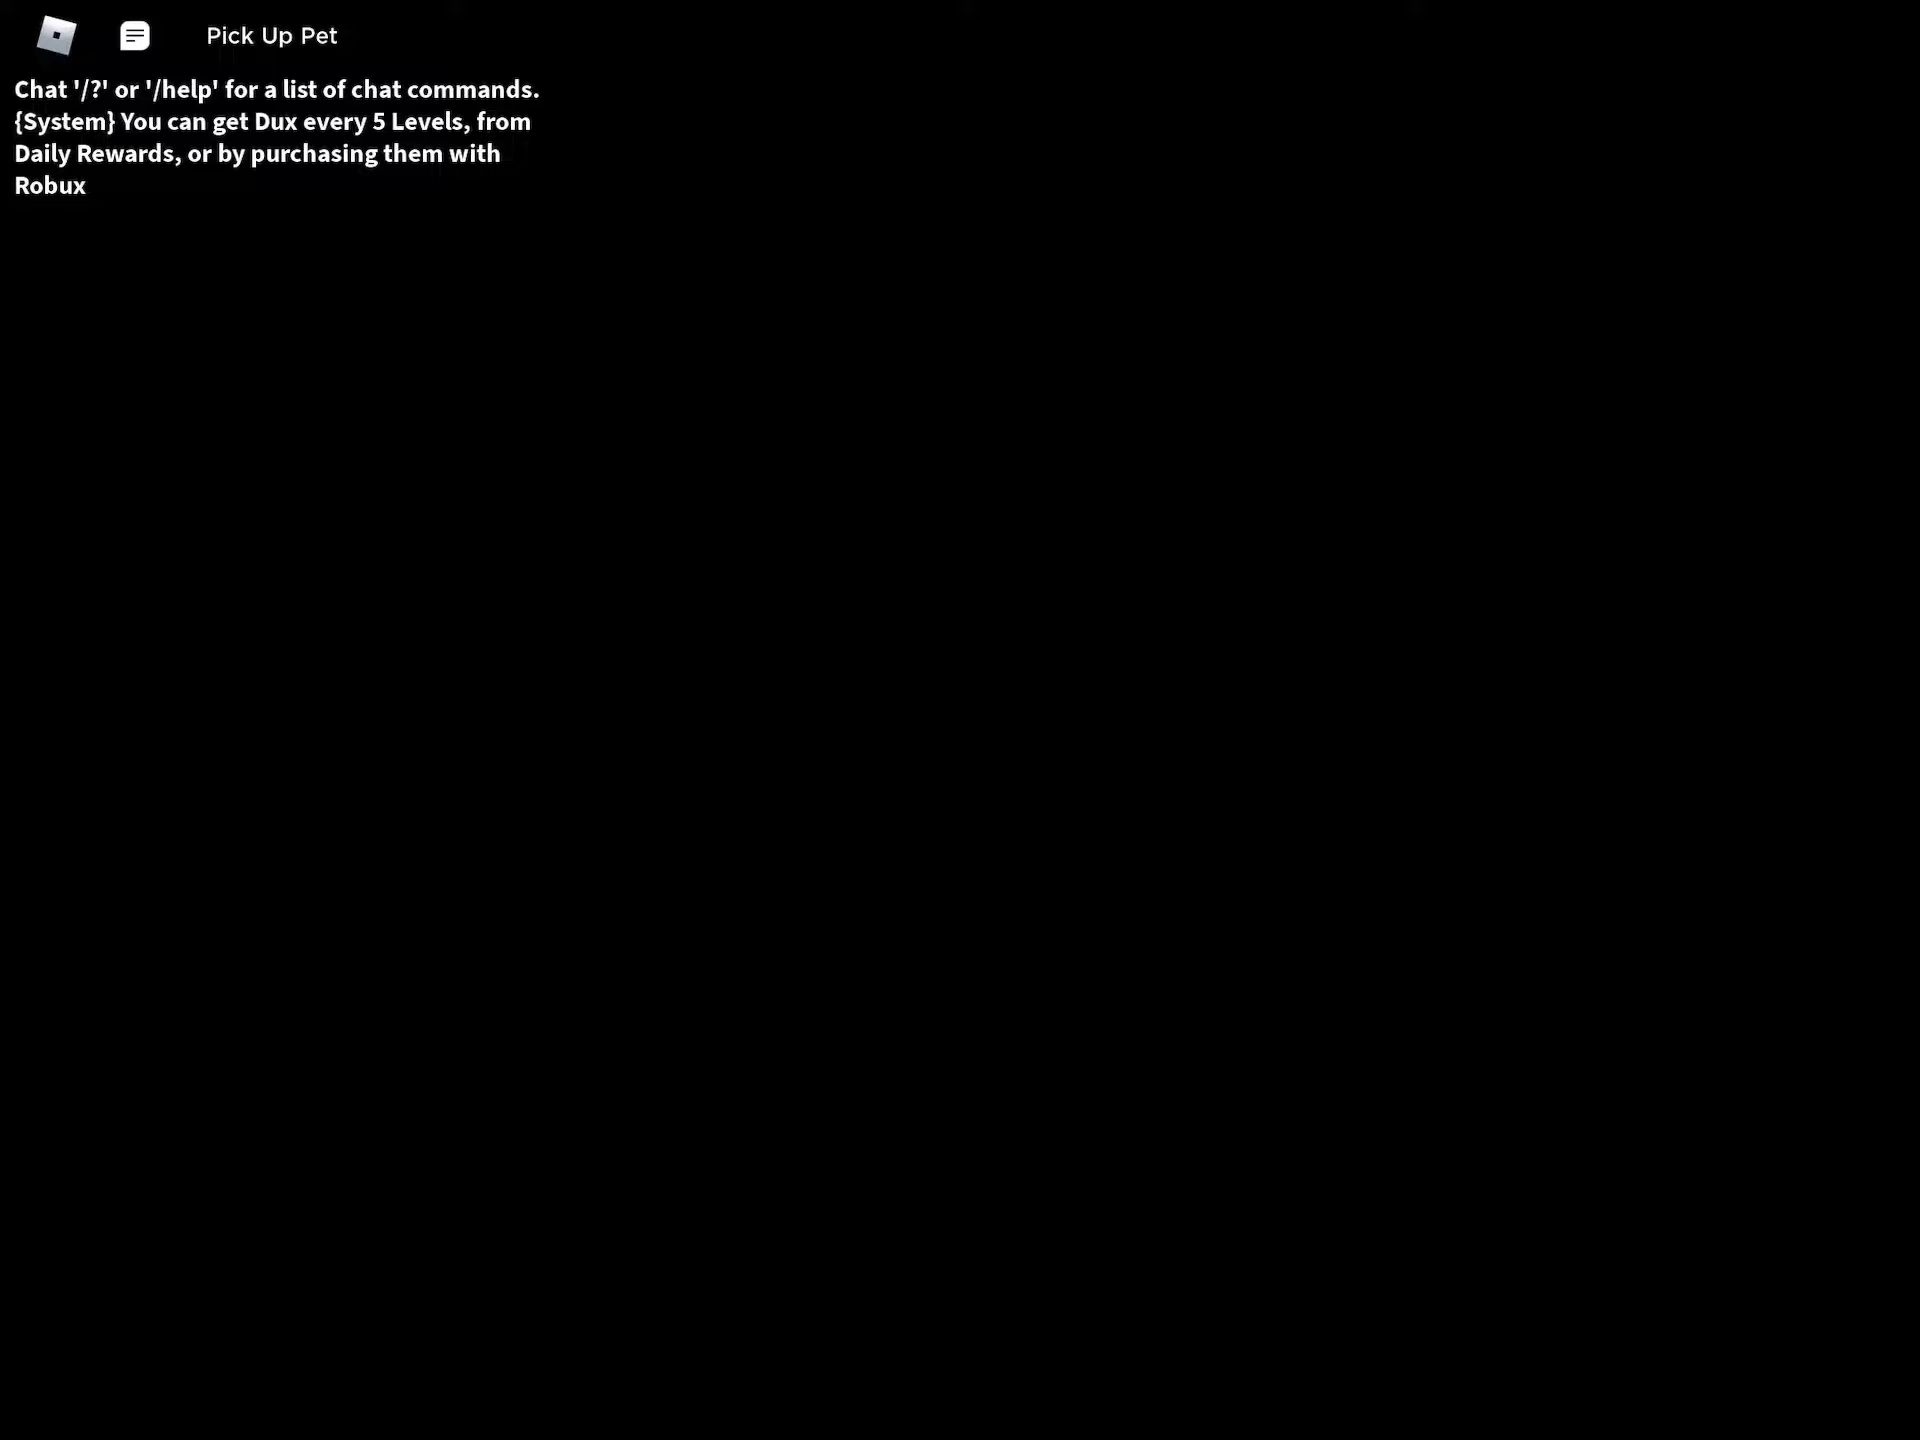 Pick Up Pet
Chat '/?' or '/help' for a list of chat commands.
{System} You can get Dux every 5 Levels, from
Daily Rewards, or by purchasing them with
Robux